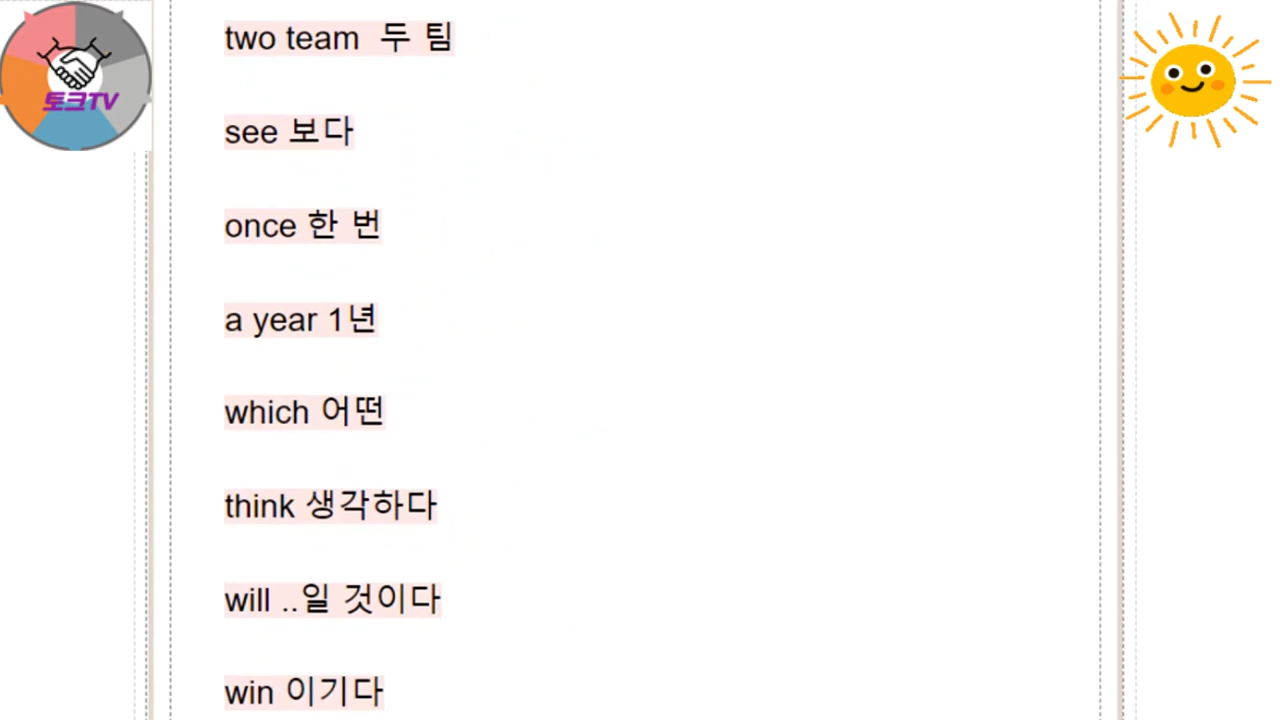 토크TV
two team 두 팀
see 보다
once 한 번
a year 1년
which 어떤
think 생각하다
will ..일 것이다
win 이기다